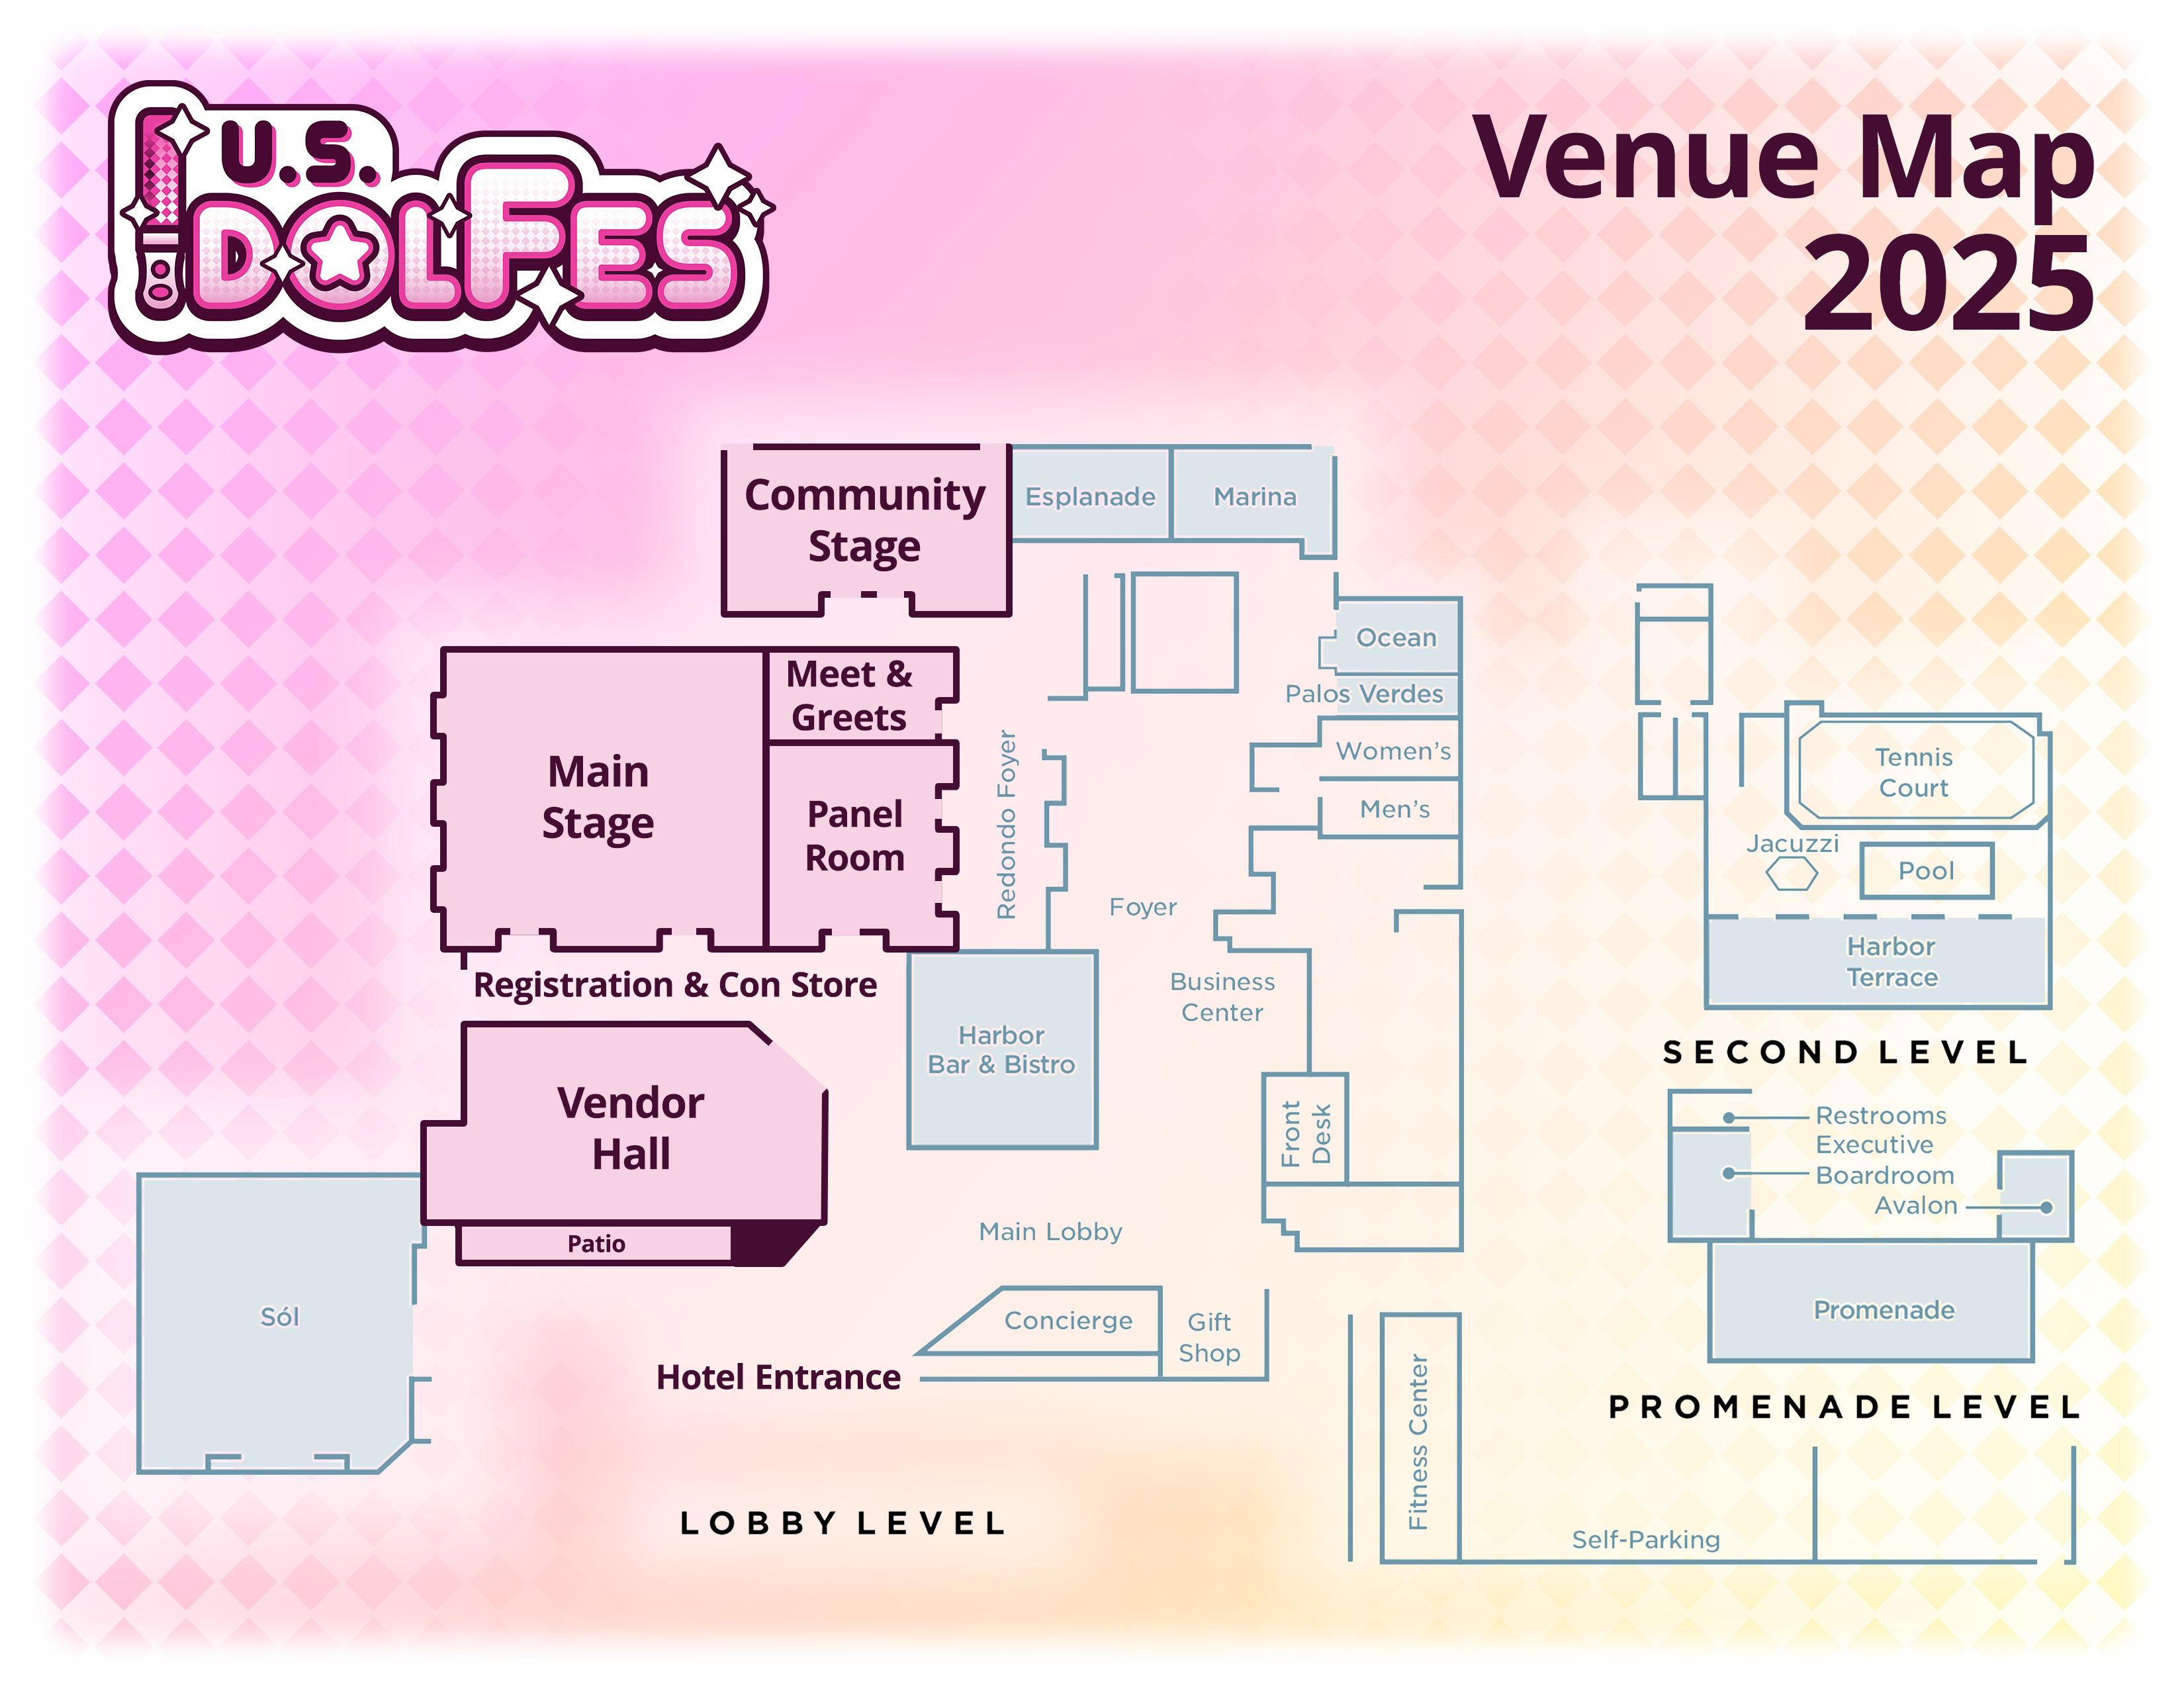 U.S.
IDOLFES
Venue Map
2025
Community
Stage
Esplanade
Marina
Ocean
Palos Verdes
Women's
Men's
Meet &
Greets
Main
Stage
Panel
Room
Redondo Foyer
Foyer
Registration & Con Store
Business
Center
Harbor
Bar & Bistro
Vendor
Hall
Patio
Front
Desk
Main Lobby
Sól
Concierge
Gift
Shop
Hotel Entrance
Fitness Center
LOBBY LEVEL
Tennis
Court
Jacuzzi
Pool
Harbor
Terrace
SECOND LEVEL
Restrooms
Executive
Boardroom
Avalon
Promenade
PROMENADE LEVEL
Self-Parking